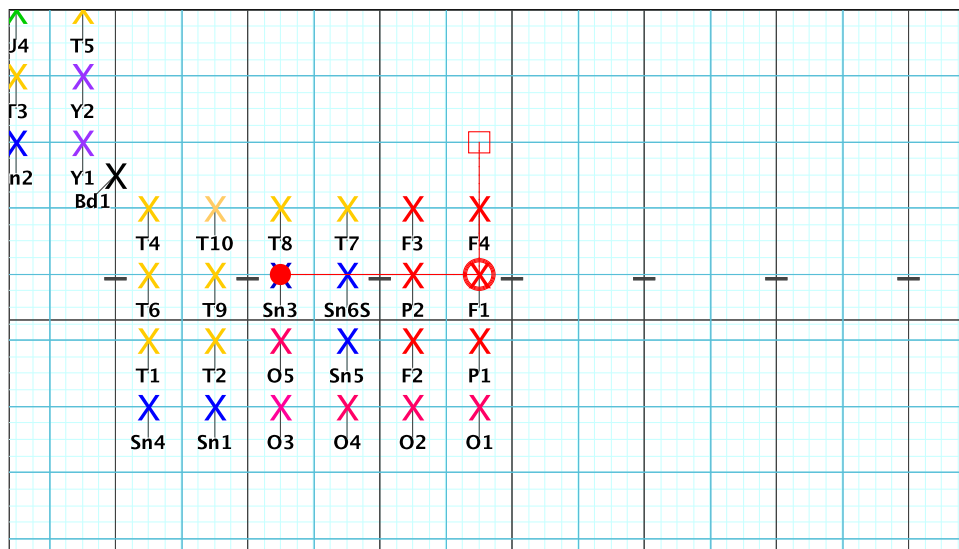 J4 T5
T3 Y2
n2 Y1
Bd1
T4 T10 T8 T7 F3 F4
T6 T9 Sn3 Sn6S P2 F1
T1 T2 O5 Sn5 F2 P1
Sn4 Sn1 O3 O4 O2 O1